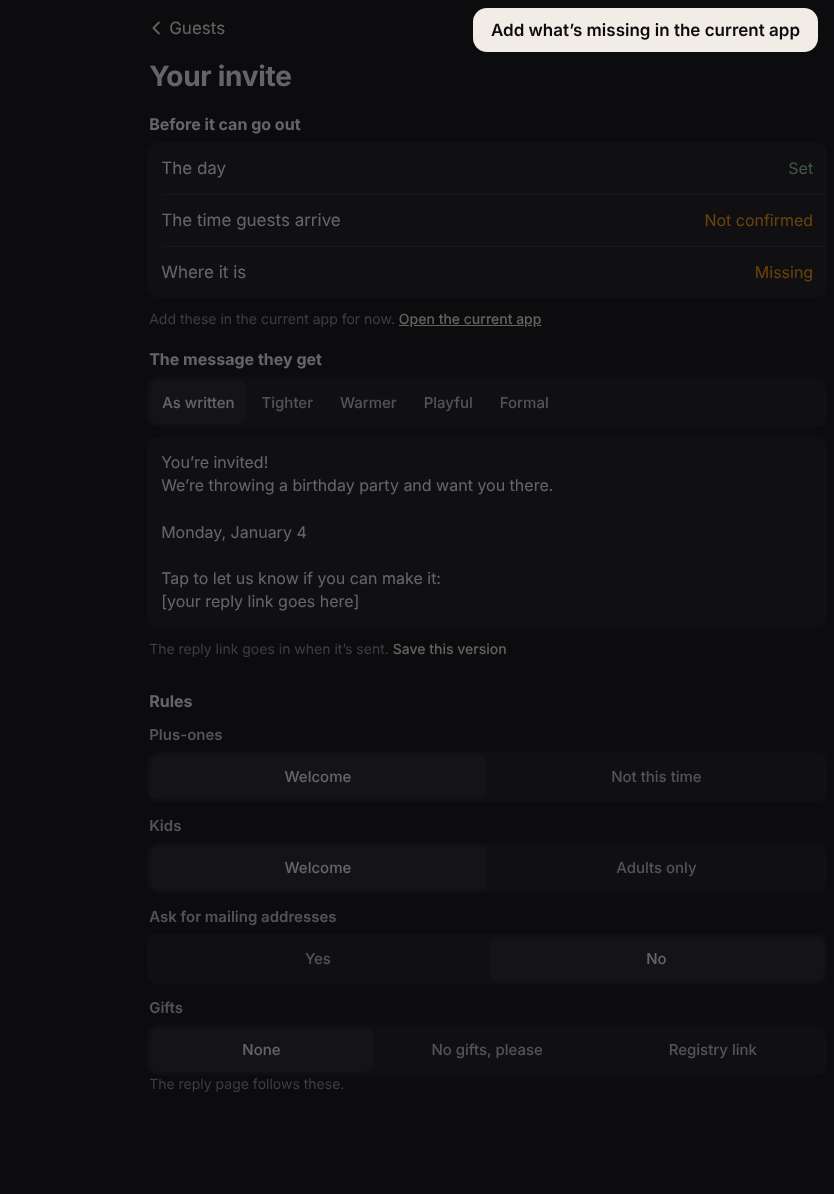 Guests
Add what’s missing in the current app
Your invite
Before it can go out
The day
Set
The time guests arrive
Not confirmed
Where it is
Missing
Add these in the current app for now. Open the current app
The message they get
As written
Tighter
Warmer
Playful
Formal
You’re invited!
We’re throwing a birthday party and want you there.
Monday, January 4
Tap to let us know if you can make it:
[your reply link goes here]
The reply link goes in when it’s sent. Save this version
Rules
Plus-ones
Welcome
Not this time
Kids
Welcome
Adults only
Ask for mailing addresses
Yes
No
Gifts
None
No gifts, please
Registry link
The reply page follows these.